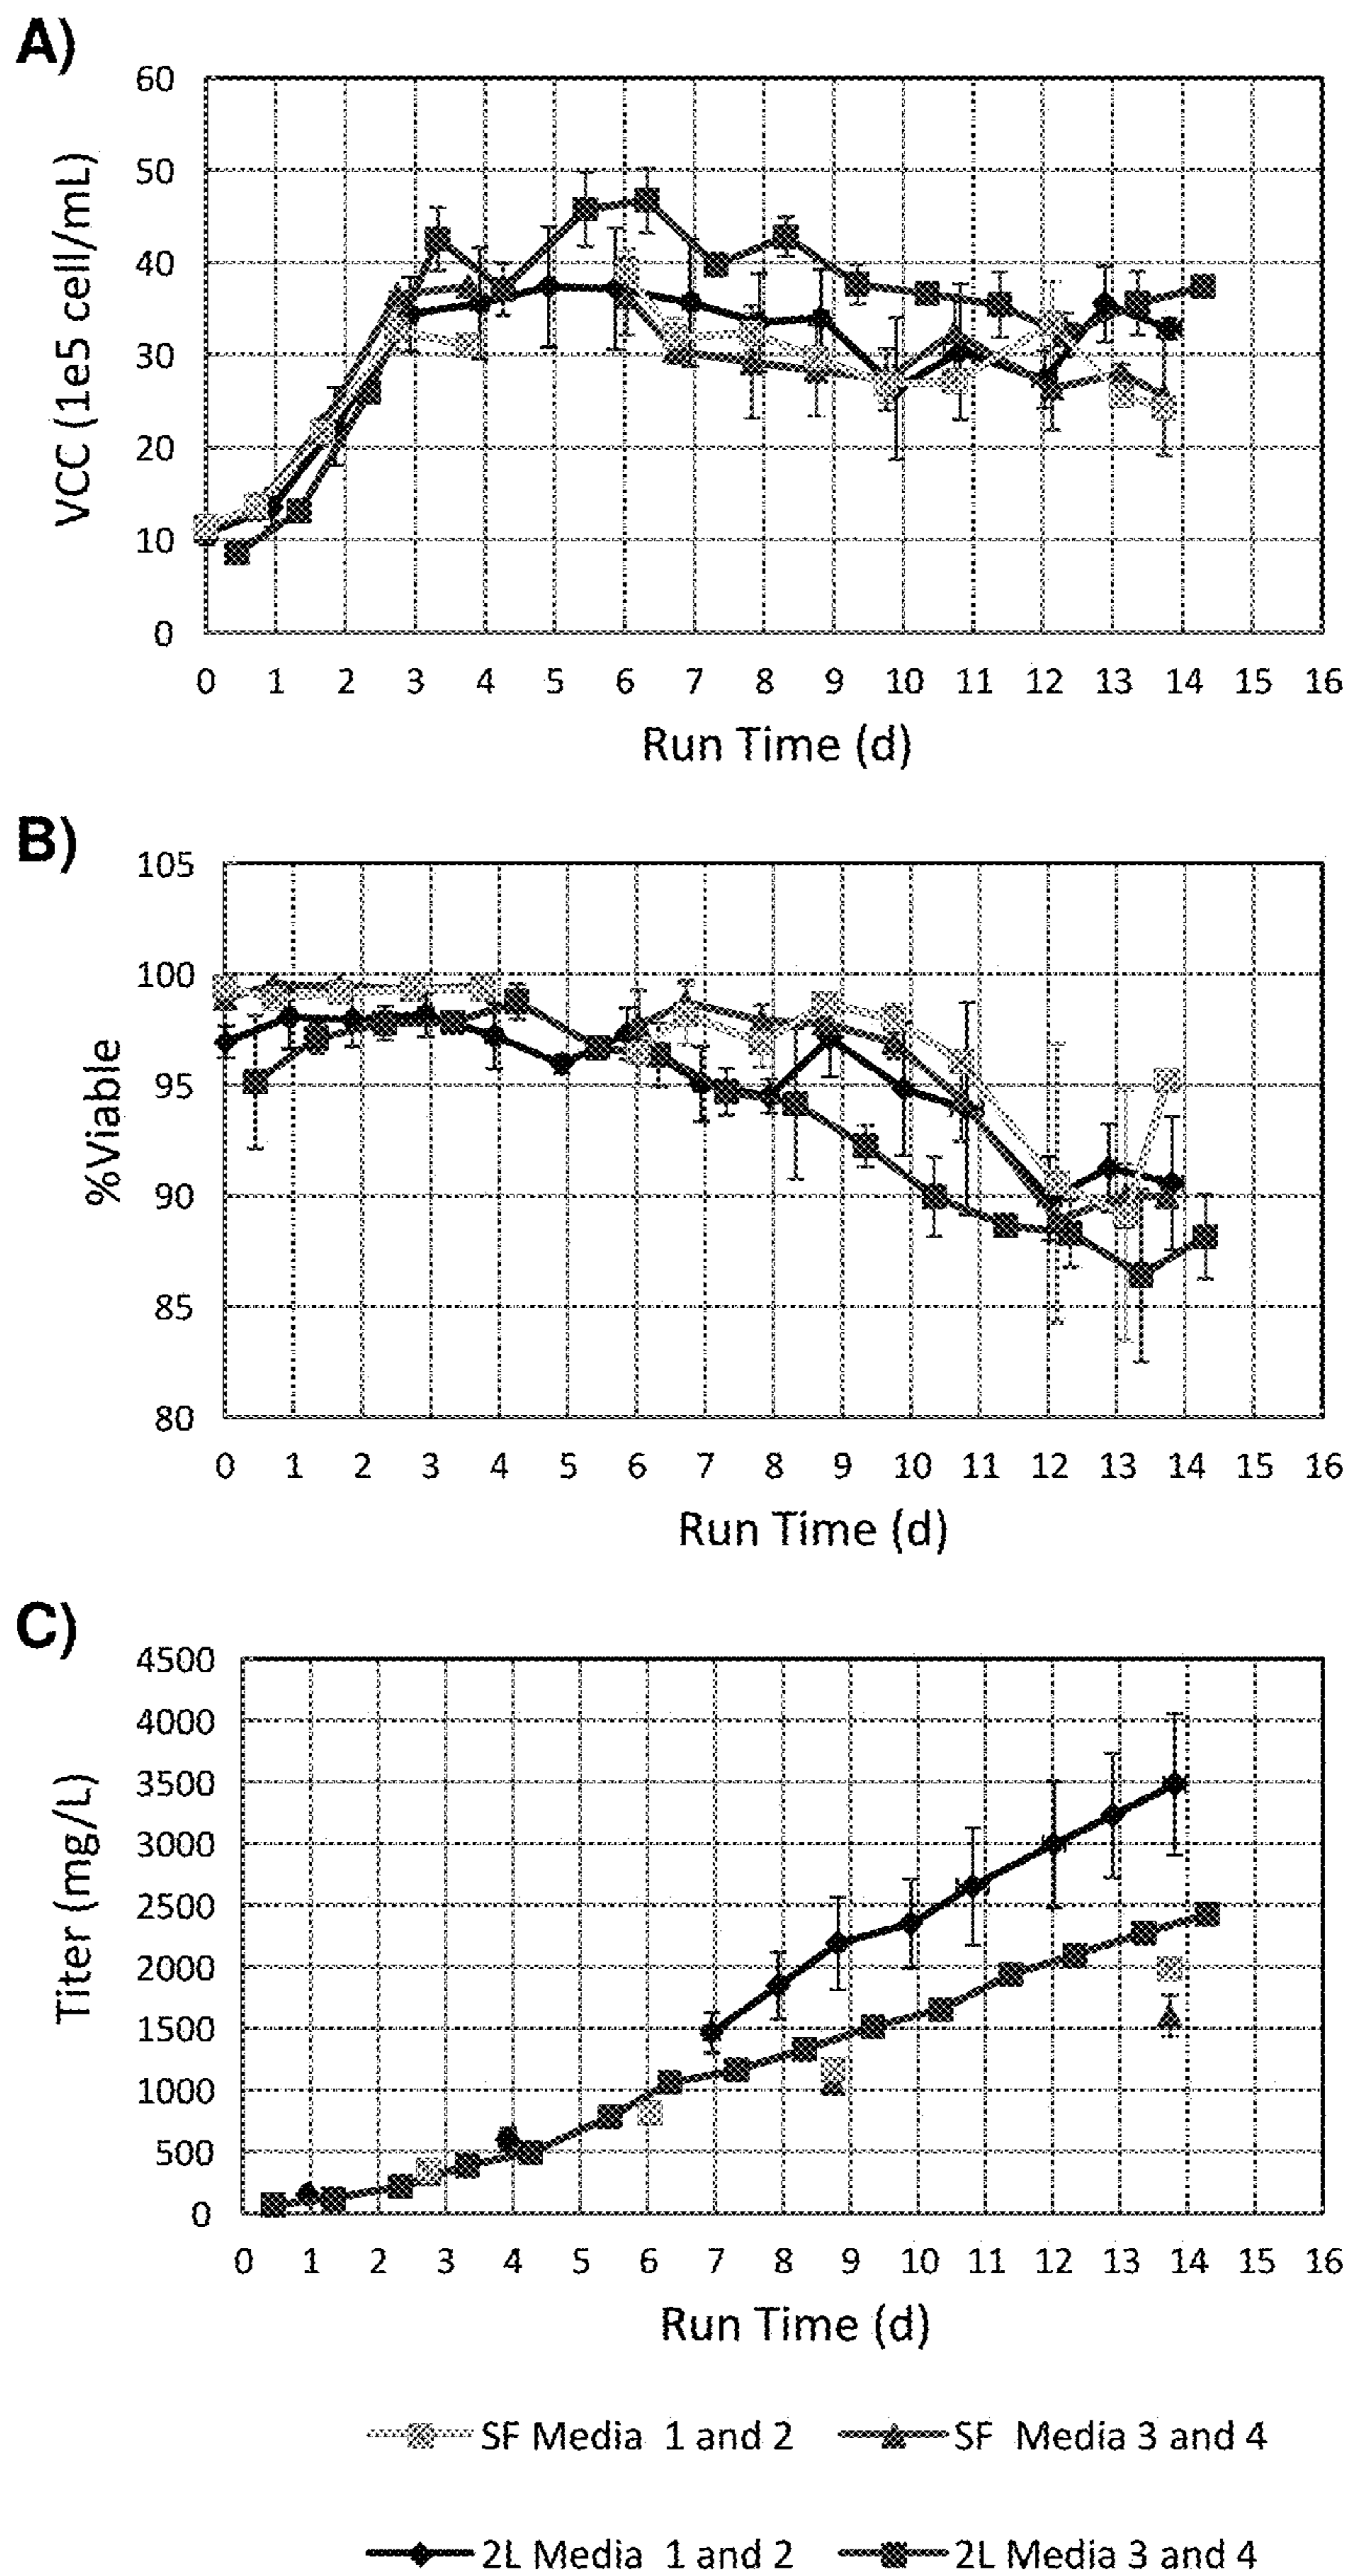 A)
60
50
40
30
20
10
0
VCC (1e5 cell/mL)
0 1 2 3 4 5 6 7 8 9 10 11 12 13 14 15 16
Run Time (d)
B)
105
100
95
90
85
80
%Viable
0 1 2 3 4 5 6 7 8 9 10 11 12 13 14 15 16
Run Time (d)
C)
4500
4000
3500
3000
2500
2000
1500
1000
500
0
Titer (mg/L)
0 1 2 3 4 5 6 7 8 9 10 11 12 13 14 15 16
Run Time (d)
SF Media 1 and 2 SF Media 3 and 4
2L Media 1 and 2 2L Media 3 and 4